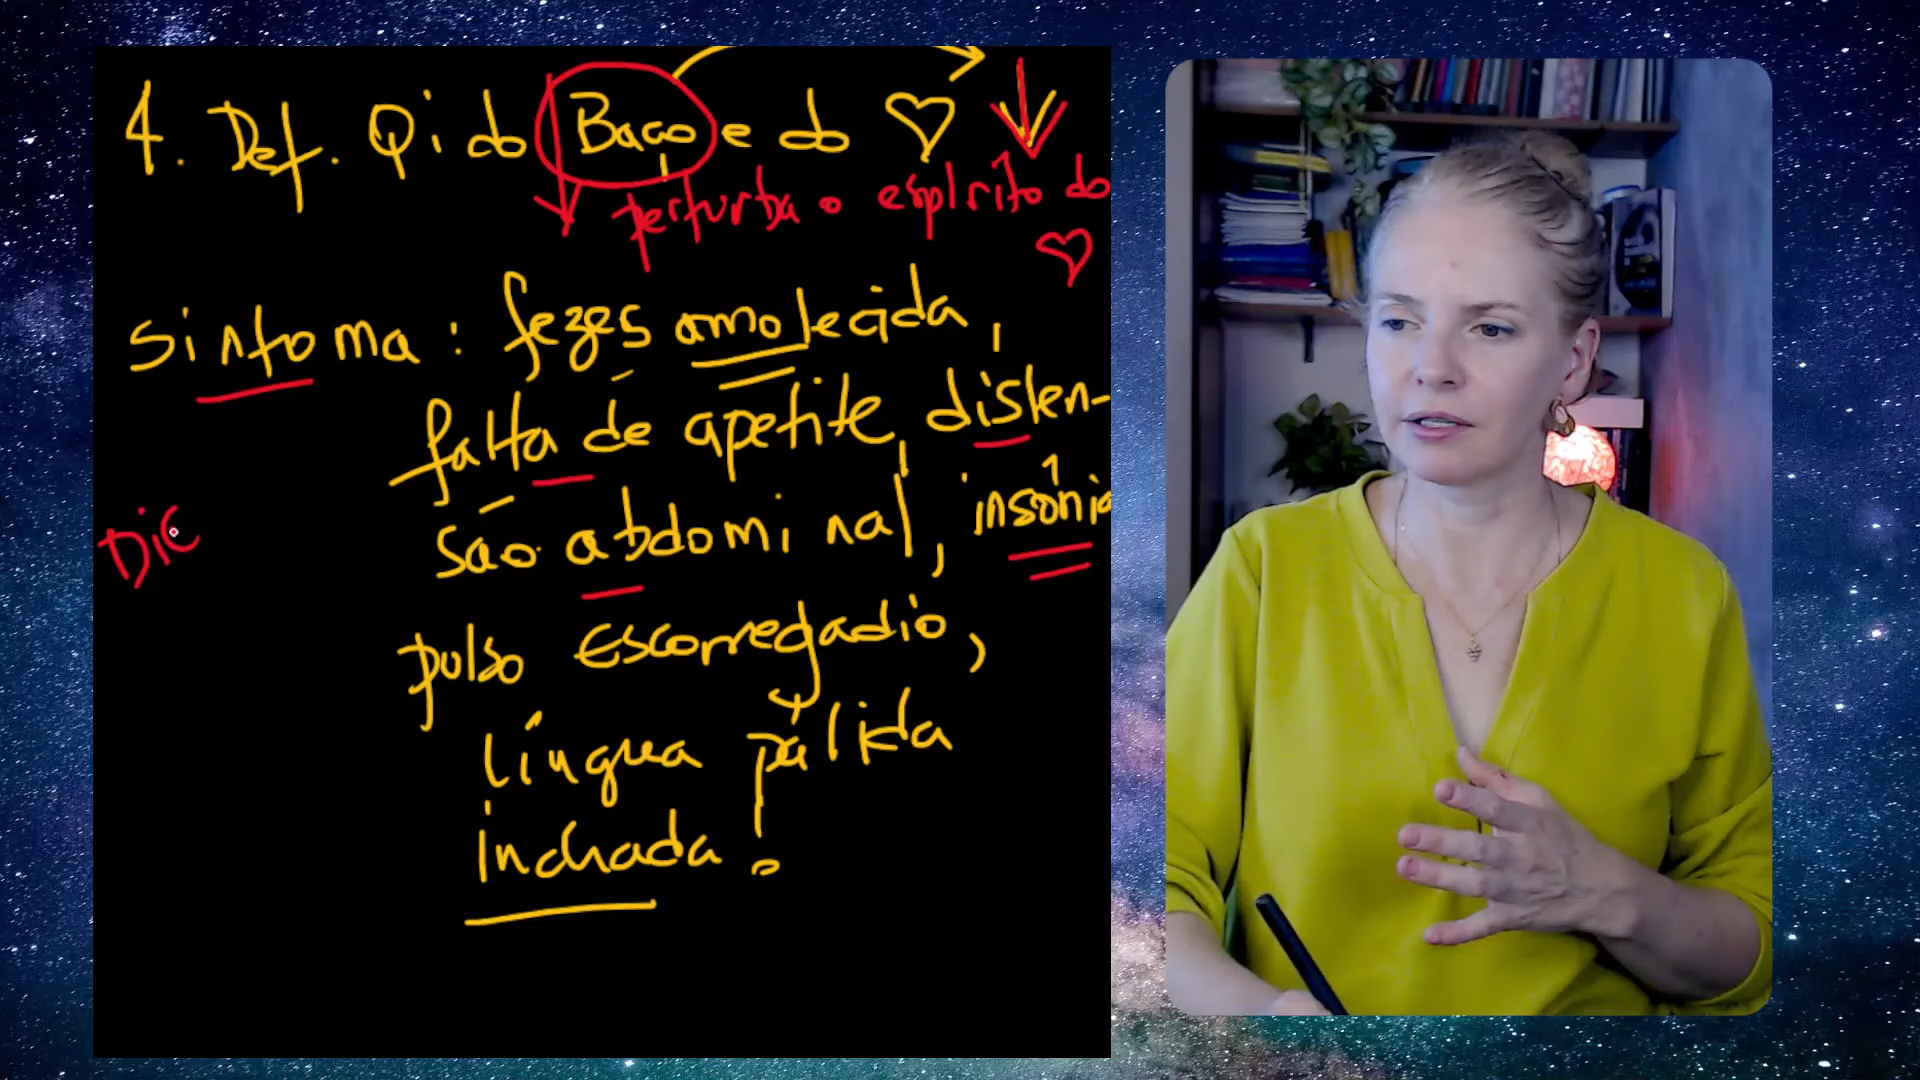 4. Def. Qi do Baço e do ♡
perturba o espírito do
♡
Sintoma: fezes amolecida,
falta de apetite, disten-
são abdominal, insônia
Die
pulso escorregadio,
língua pálida
inchada.